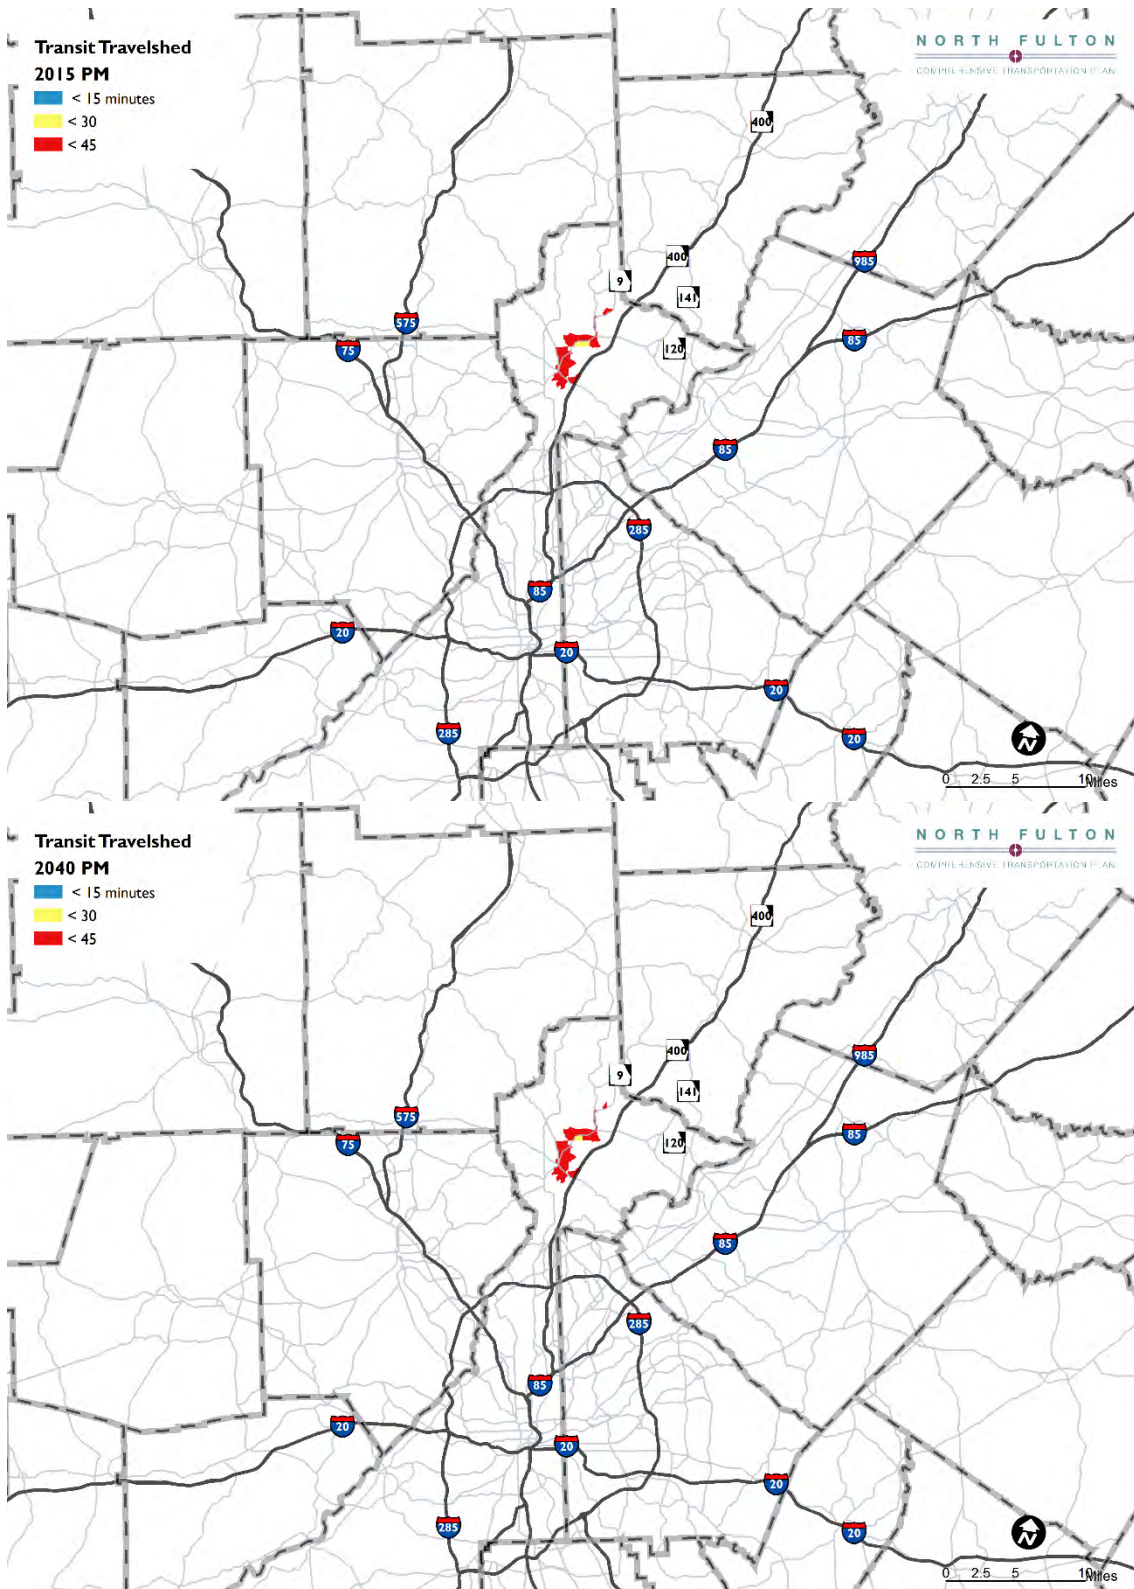 Transit Travelshed
2015 PM
< 15 minutes
< 30
< 45
NORTH FULTON
COMPREHENSIVE TRANSPORTATION PLAN
400
985
400
9
141
575
75
120
85
85
285
85
20
20
20
285
20
N
0 2.5 5 10 Miles
Transit Travelshed
2040 PM
< 15 minutes
< 30
< 45
NORTH FULTON
COMPREHENSIVE TRANSPORTATION PLAN
400
400
985
9
141
575
75
120
85
85
285
85
20
20
20
285
20
N
0 2.5 5 10 Miles